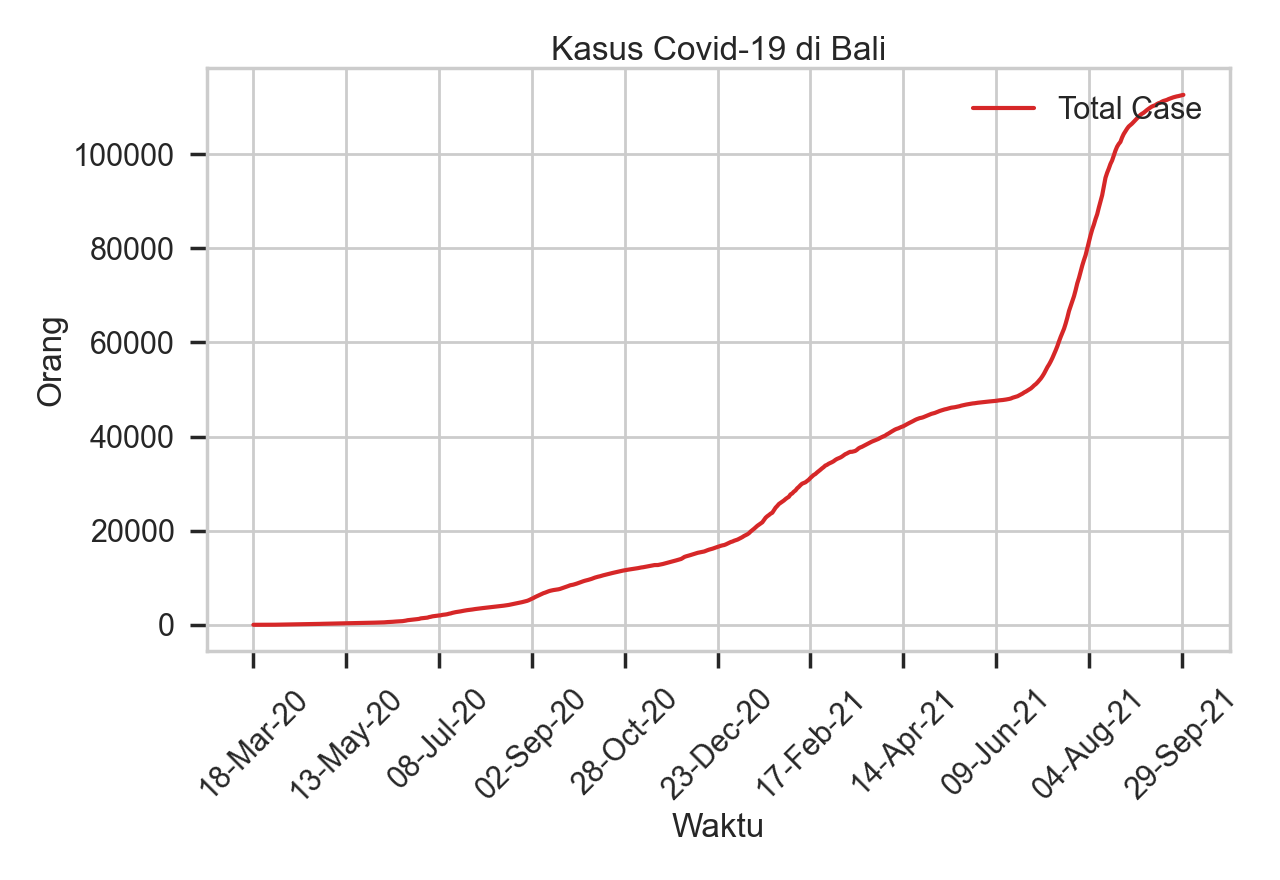 Kasus Covid-19 di Bali
Total Case
100000
80000
60000
40000
20000
0
Orang
18-Mar-20
13-May-20
08-Jul-20
02-Sep-20
28-Oct-20
23-Dec-20
17-Feb-21
14-Apr-21
09-Jun-21
04-Aug-21
29-Sep-21
Waktu